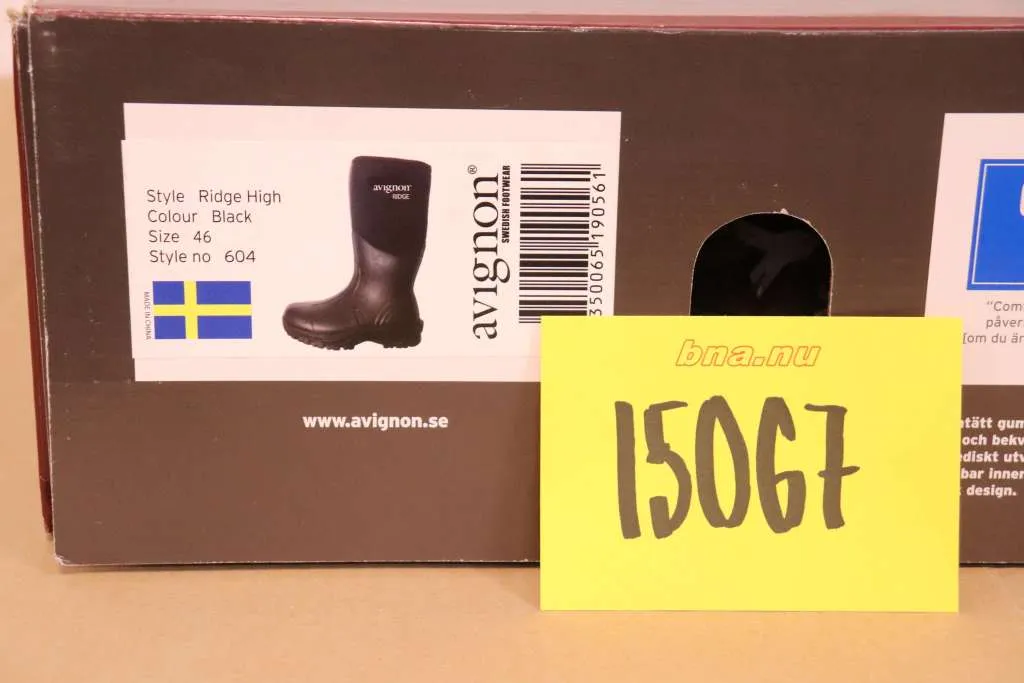 Style Ridge High
Colour Black
Size 46
Style no 604
MADE IN CHINA
avignon
RIDGE
avignon®
SWEDISH FOOTWEAR
350065 190561
www.avignon.se
bna.nu
15067
"Com
påver
[om du är
tätt gum
och bekv
ediskt utv
bar inner
design.